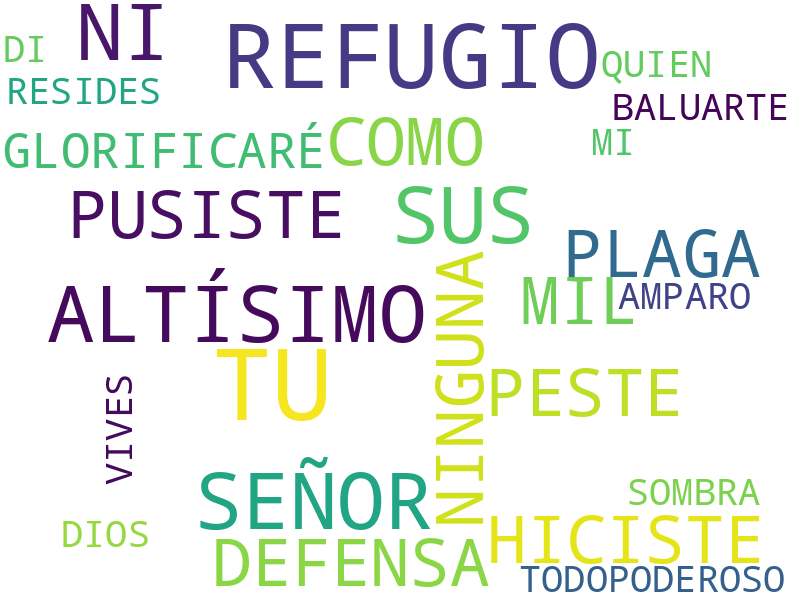 DI
NI
REFUGIO
QUIEN
RESIDES
BALUARTE
GLORIFICARÉ
COMO
MI
PUSISTE
SUS
PLAGA
ALTÍSIMO
MIL
AMPARO
TU
NINGUNA
PESTE
VIVES
SEÑOR
SOMBRA
DIOS
DEFENSA
HICISTE
TODOPODEROSO